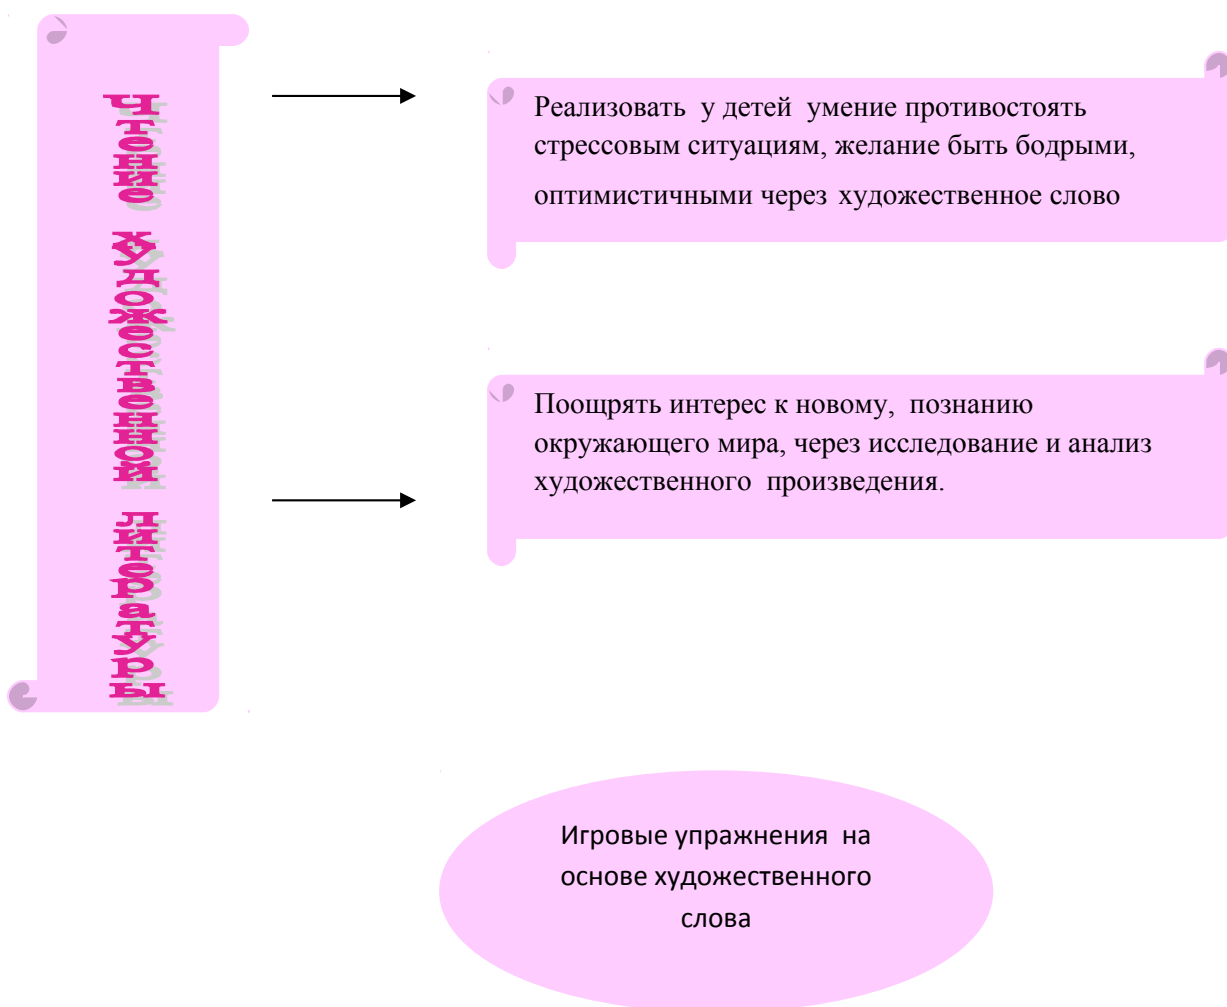 Чтение художественной литературы
Реализовать у детей умение противостоять
стрессовым ситуациям, желание быть бодрыми,
оптимистичными через художественное слово
Поощрять интерес к новому, познанию
окружающего мира, через исследование и анализ
художественного произведения.
Игровые упражнения на
основе художественного
слова